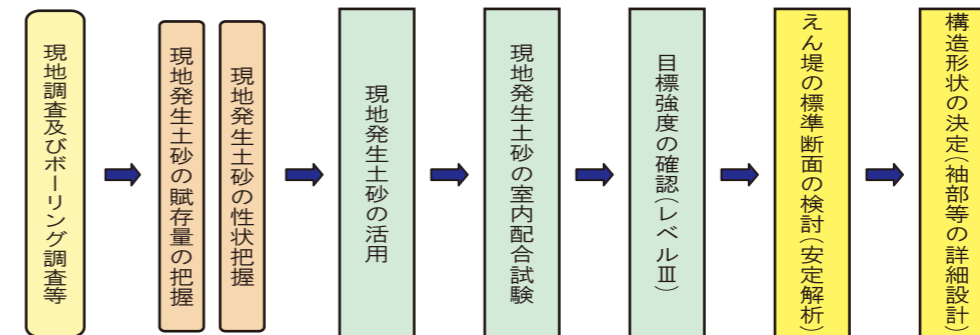 現地調査及びボーリング調査等
現地発生土砂の賦存量の把握
現地発生土砂の性状把握
現地発生土砂の活用
現地発生土砂の室内配合試験
目標強度の確認(レベルⅢ)
えん堤の標準断面の検討(安定解析)
構造形状の決定(袖部等の詳細設計)